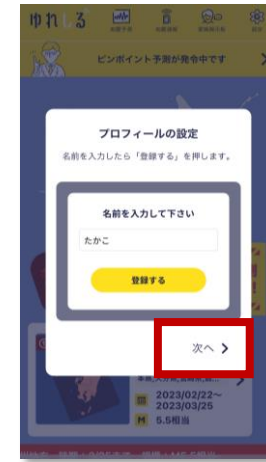 ゆれしる
ピンポイント予測が発令中です
プロフィールの設定
名前を入力したら「登録する」を押します。
名前を入力して下さい
たかこ
登録する
次へ
2023/02/22〜
2023/03/25
M 5.5相当